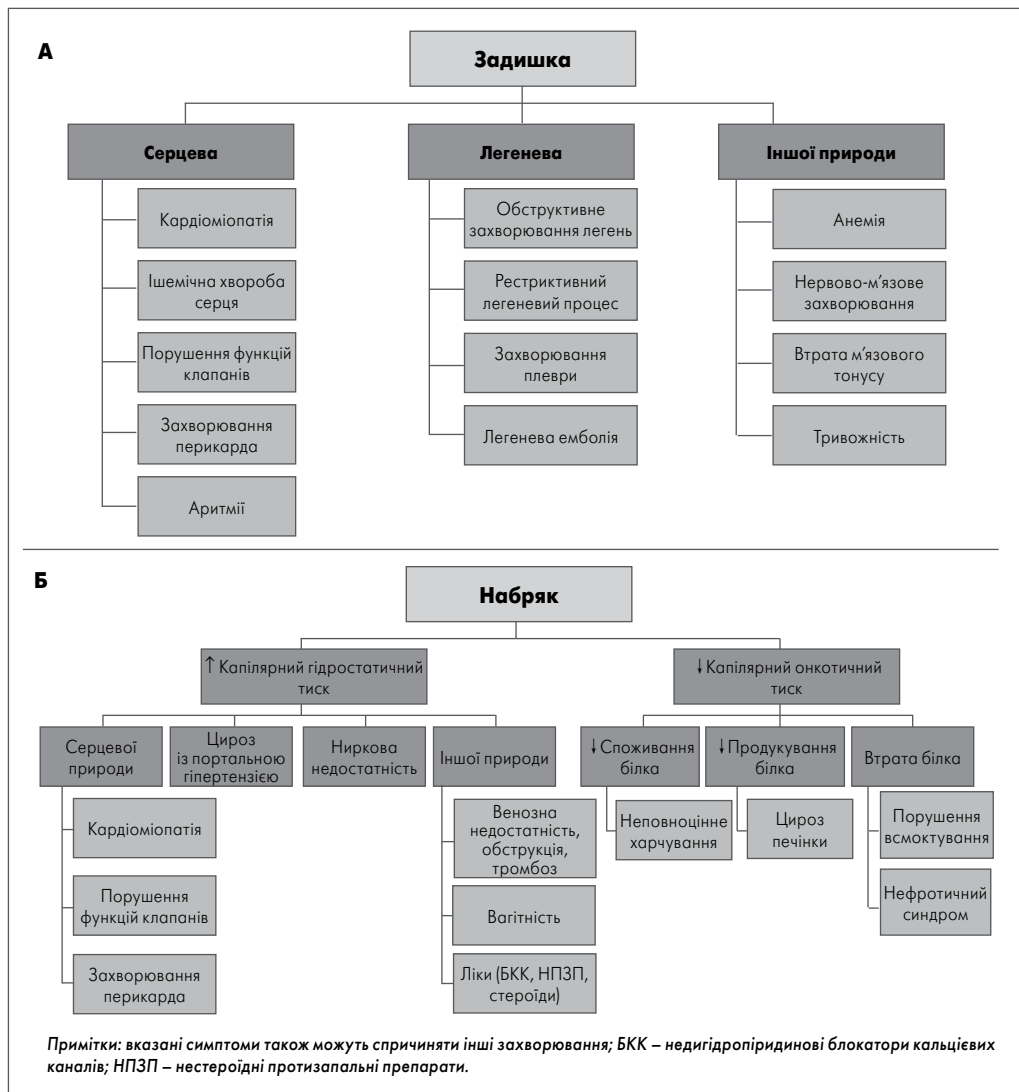 А
Задишка
Серцева
Кардіоміопатія
Ішемічна хвороба
серця
Порушення функцій
клапанів
Захворювання
перикарда
Аритмії
Легенева
Обструктивне
захворювання легень
Рестриктивний
легеневий процес
Захворювання
плеври
Легенева емболія
Іншої природи
Анемія
Нервово-м’язове
захворювання
Втрата м’язового
тонусу
Тривожність
Б
Набряк
↑ Капілярний гідростатичний
тиск
Серцевої
природи
Кардіоміопатія
Порушення
функцій клапанів
Захворювання
перикарда
Цироз
із портальною
гіпертензією
Ниркова
недостатність
Іншої природи
Венозна
недостатність,
обструкція,
тромбоз
Вагітність
Ліки (БКК, НПЗП,
стероїди)
↓ Капілярний онкотичний
тиск
↓ Споживання
білка
Неповноцінне
харчування
↓ Продукування
білка
Цироз
печінки
Втрата білка
Порушення
всмоктування
Нефротичний
синдром
Примітки: вказані симптоми також можуть спричиняти інші захворювання; БКК – недигідропіридинові блокатори кальцієвих
каналів; НПЗП – нестероїдні протизапальні препарати.